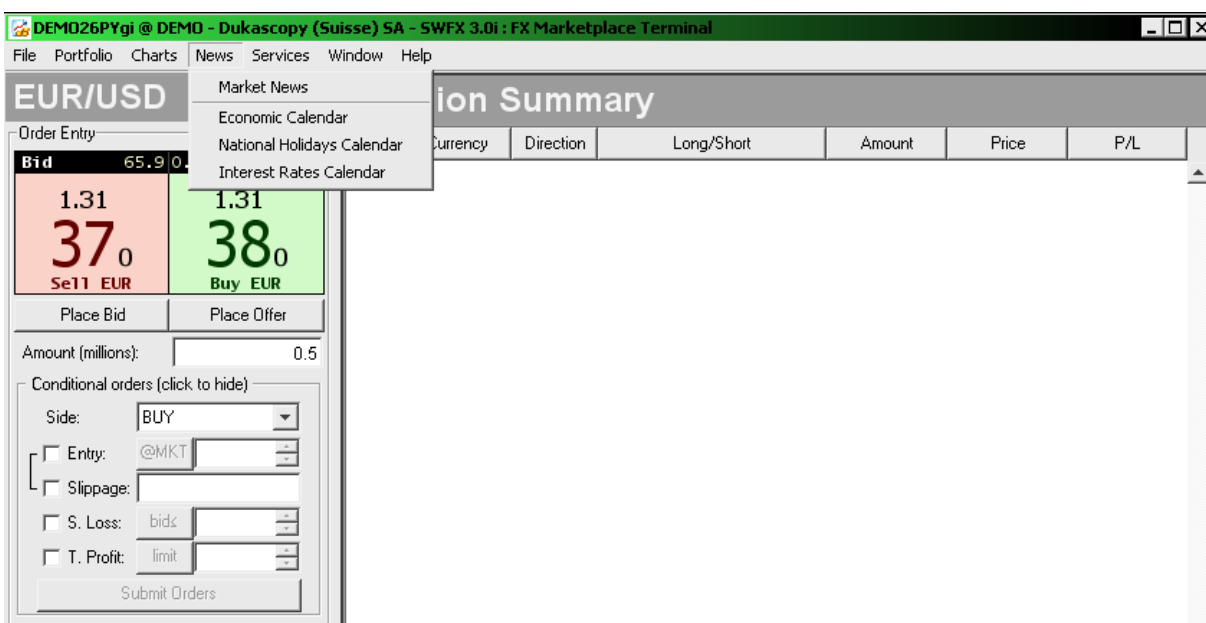 DEMO26PYgi @ DEMO - Dukascopy (Suisse) SA - SWFX 3.0i : FX Marketplace Terminal
File Portfolio Charts News Services Window Help
Market News
Economic Calendar
National Holidays Calendar
Interest Rates Calendar
EUR/USD ion Summary
Order Entry
Currency Direction Long/Short Amount Price P/L
Bid 65.9 0.
1.31 1.31
37 0 38 0
Sell EUR Buy EUR
Place Bid Place Offer
Amount (millions): 0.5
Conditional orders (click to hide)
Side: BUY
Entry: @MKT
Slippage:
S. Loss: bid≤
T. Profit: limit
Submit Orders